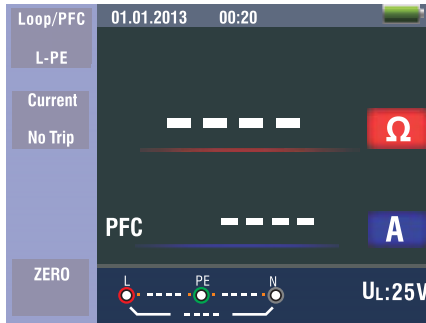 Loop/PFC
01.01.2013 00:20
L-PE
Current
No Trip
Ω
PFC
A
ZERO
L PE N
UL:25V